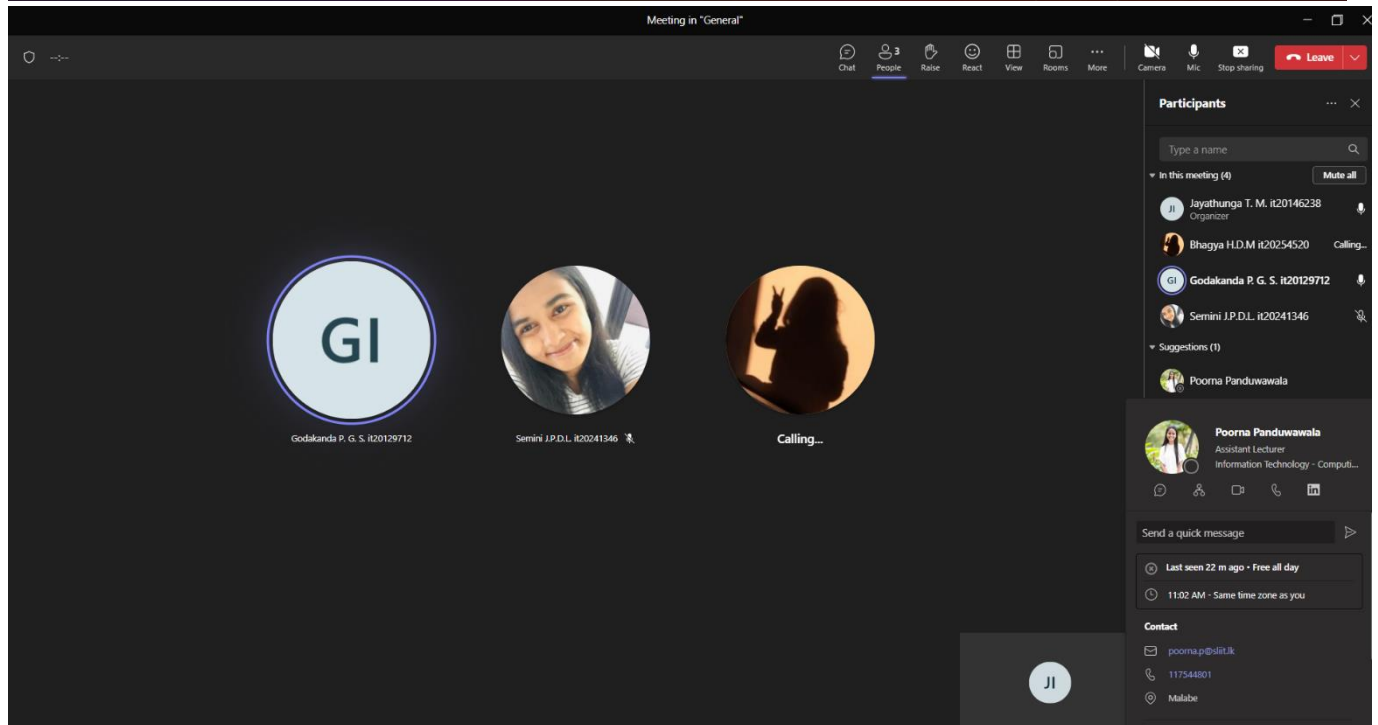 Meeting in "General"
--:--
Chat
3
People
Raise
React
View
Rooms
More
Camera
Mic
Stop sharing
Leave
GI
Godakanda P. G. S. it20129712
Semini J.P.D.L. it20241346
Calling...
JI
Participants
Type a name
In this meeting (4)
Mute all
JI
Jayathunga T. M. it20146238
Organizer
Bhagya H.D.M it20254520
Calling...
GI
Godakanda P. G. S. it20129712
Semini J.P.D.L. it20241346
Suggestions (1)
Poorna Panduwawala
Poorna Panduwawala
Assistant Lecturer
Information Technology - Computi...
in
Send a quick message
Last seen 22 m ago • Free all day
11:02 AM - Same time zone as you
Contact
poorna.p@sliit.lk
117544801
Malabe